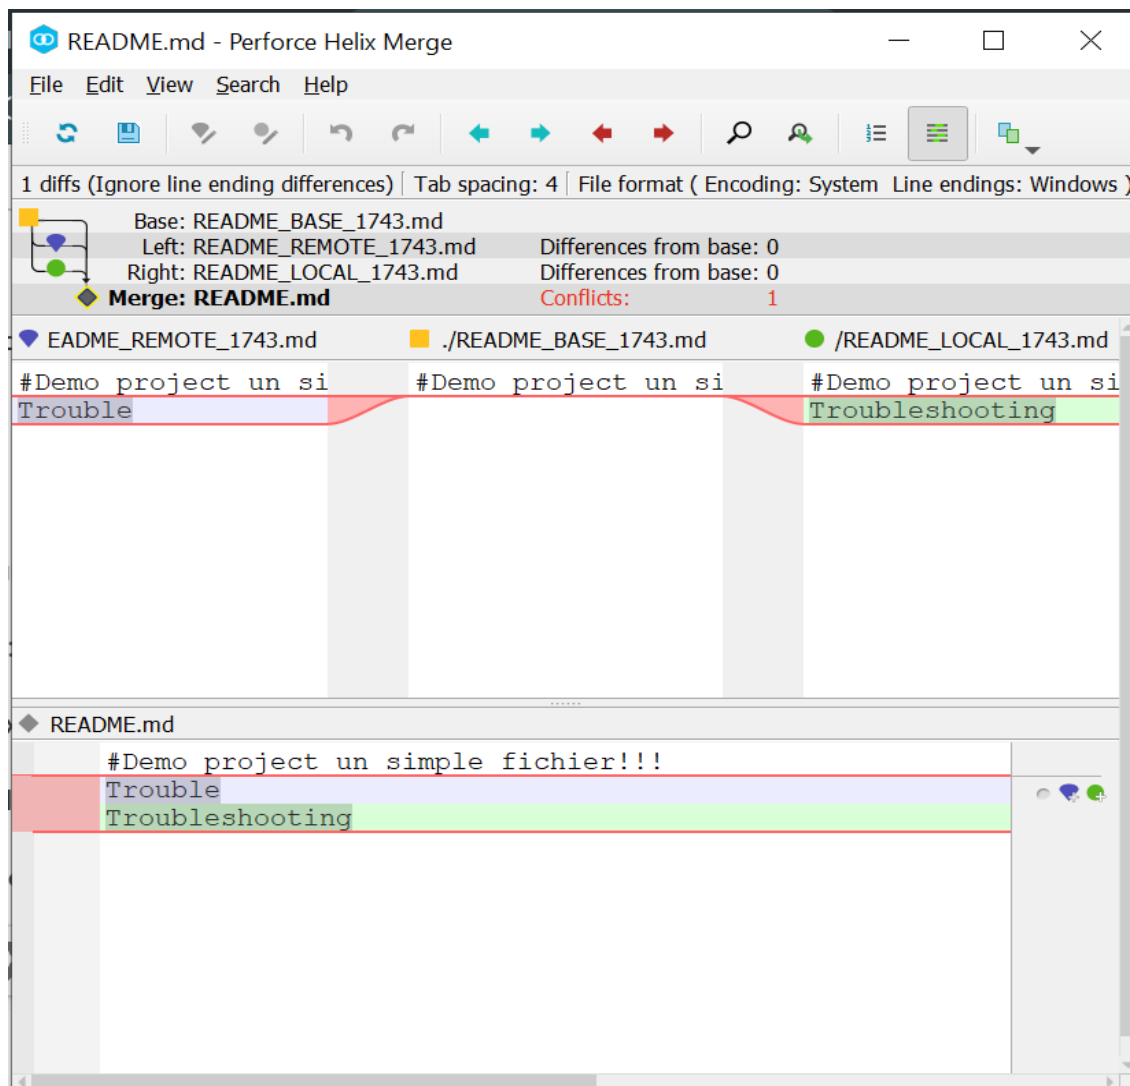 README.md - Perforce Helix Merge
File Edit View Search Help
1 diffs (Ignore line ending differences) Tab spacing: 4 File format ( Encoding: System Line endings: Windows )
Base: README_BASE_1743.md
Left: README_REMOTE_1743.md Differences from base: 0
Right: README_LOCAL_1743.md Differences from base: 0
Merge: README.md Conflicts: 1
EADME_REMOTE_1743.md ./README_BASE_1743.md /README_LOCAL_1743.md
#Demo project un si #Demo project un si #Demo project un si
Trouble Troubleshooting
README.md
#Demo project un simple fichier!!!
Trouble
Troubleshooting